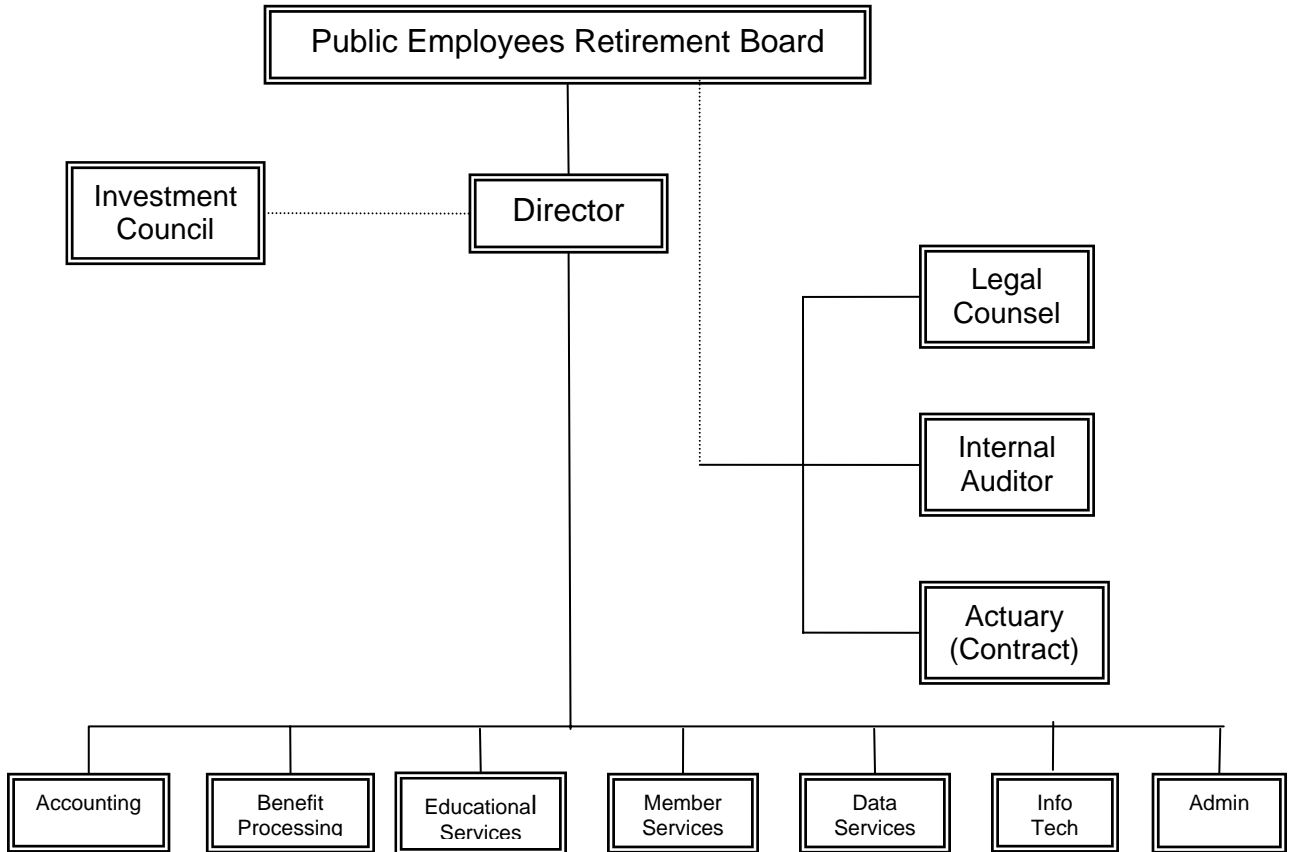 Public Employees Retirement Board
Investment
Council
Director
Legal
Counsel
Internal
Auditor
Actuary
(Contract)
Accounting
Benefit
Processing
Educational
Services
Member
Services
Data
Services
Info
Tech
Admin